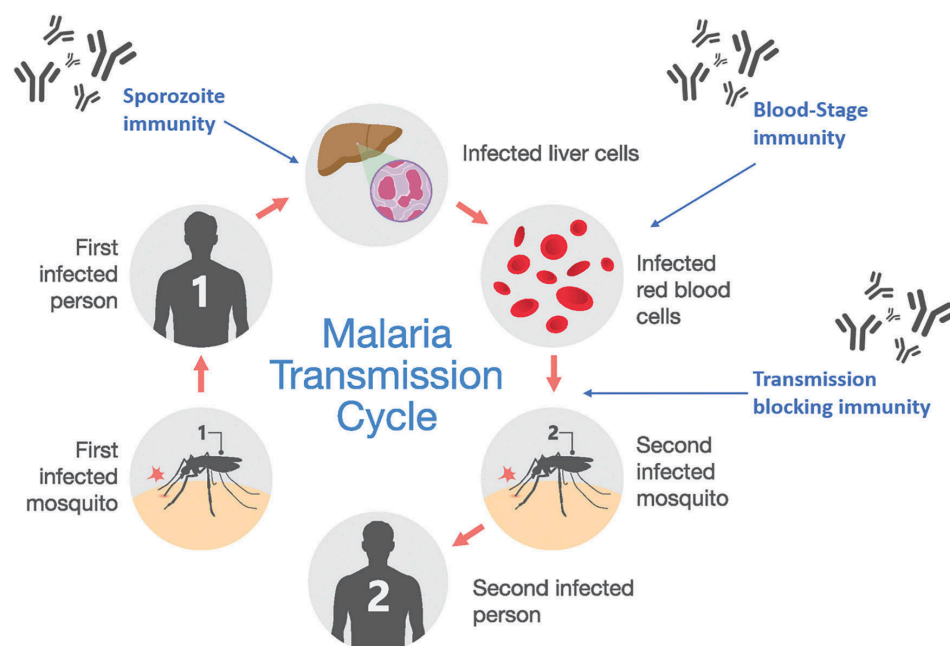 Sporozoite
immunity
Blood-Stage
immunity
Infected liver cells
First
infected
person
1
Infected
red blood
cells
Malaria
Transmission
Cycle
Transmission
blocking immunity
First
infected
mosquito
1
2
Second
infected
mosquito
2
Second infected
person